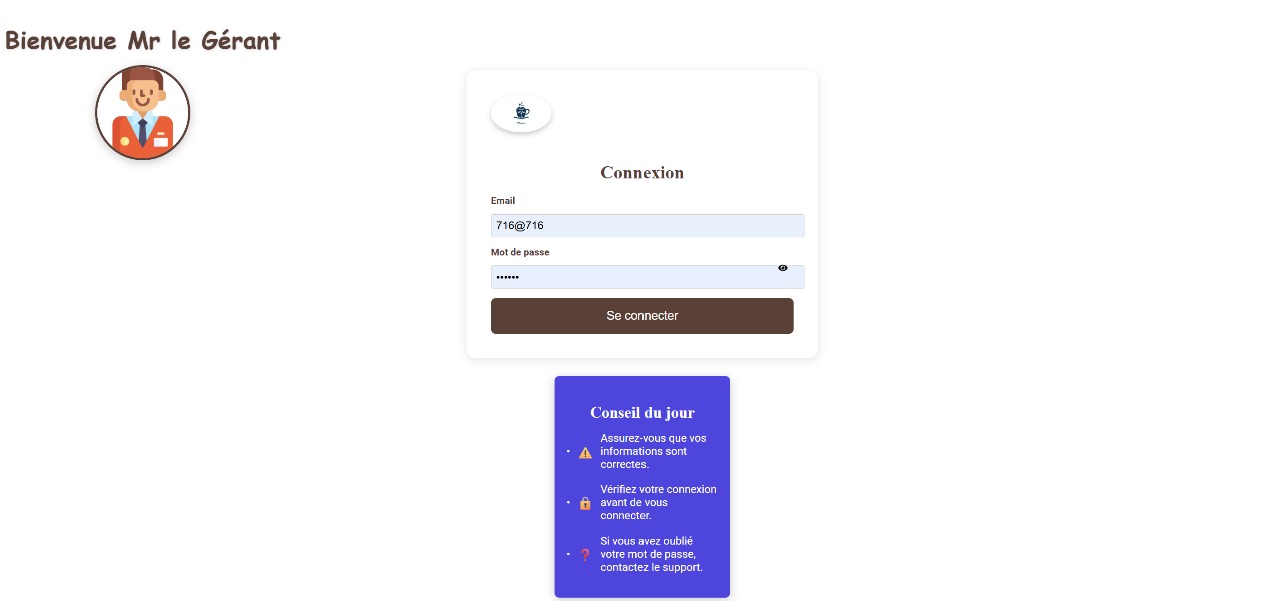 Bienvenue Mr le Gérant
Connexion
Email
716@716
Mot de passe
••••••
Se connecter
Conseil du jour
• Assurez-vous que vos
informations sont
correctes.
• Vérifiez votre connexion
avant de vous
connecter.
• Si vous avez oublié
votre mot de passe,
contactez le support.